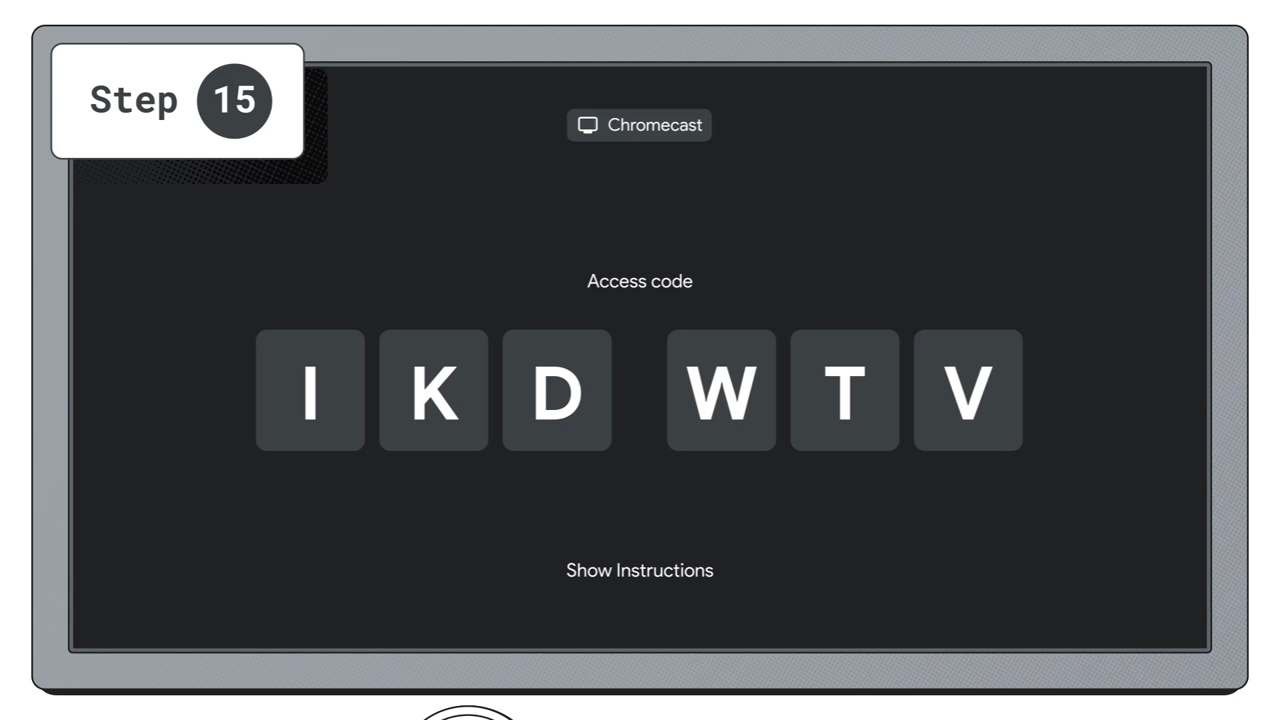 Step 15
Chromecast
Access code
I K D W T V
Show Instructions